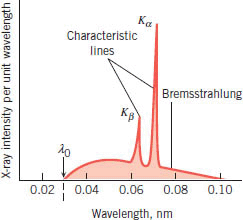 X-ray intensity per unit wavelength
Kα
Characteristic
lines
Bremsstrahlung
Kβ
λ0
0.02 0.04 0.06 0.08 0.10
Wavelength, nm